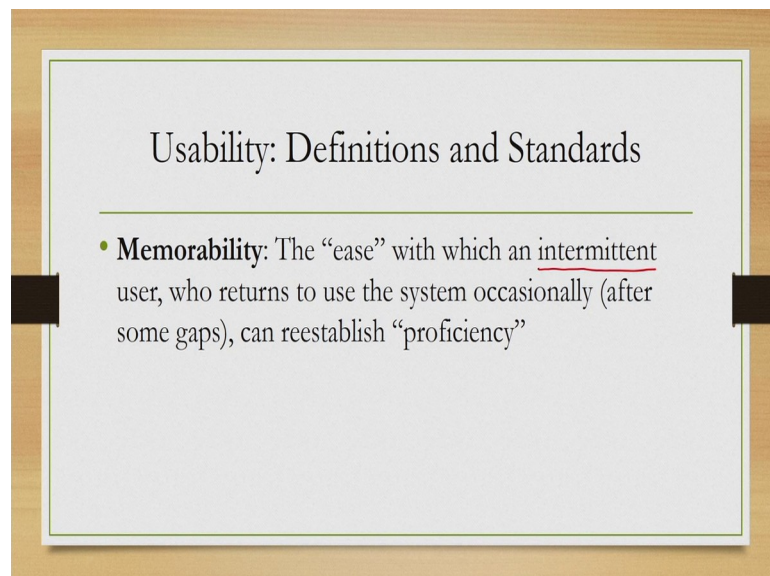 Usability: Definitions and Standards
• Memorability: The “ease” with which an intermittent
user, who returns to use the system occasionally (after
some gaps), can reestablish “proficiency”